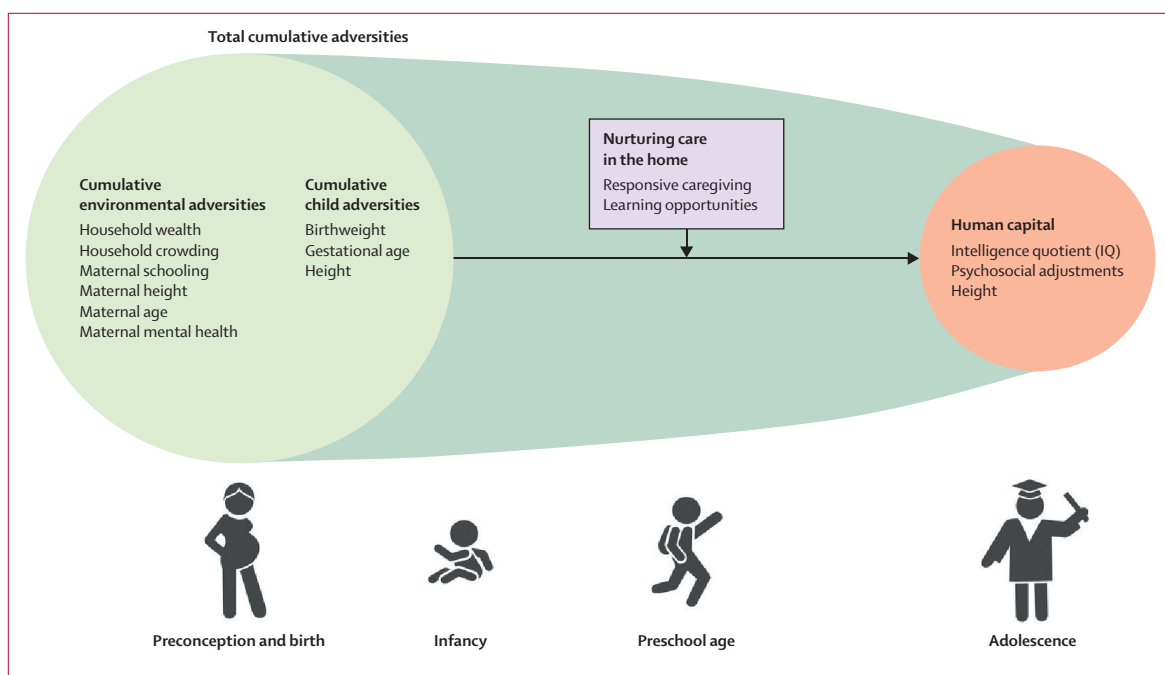 Total cumulative adversities
Cumulative
environmental adversities
Household wealth
Household crowding
Maternal schooling
Maternal height
Maternal age
Maternal mental health
Cumulative
child adversities
Birthweight
Gestational age
Height
Nurturing care
in the home
Responsive caregiving
Learning opportunities
Human capital
Intelligence quotient (IQ)
Psychosocial adjustments
Height
Preconception and birth
Infancy
Preschool age
Adolescence